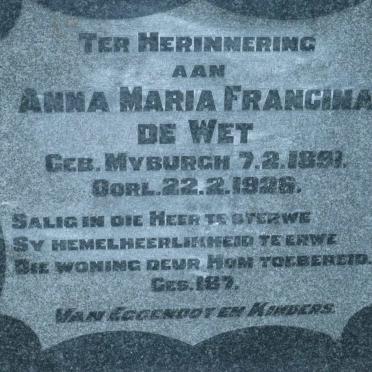 TER HERINNERING
AAN
ANNA MARIA FRANCINA
DE WET
GEB. MYBURGH 7.2.1891.
OORL. 22.2.1926.
SALIG IN DIE HEER TE STERWE
SY HEMELHEERLIKHEID TE ERWE
DIE WONING DEUR HOM TOEBEREID.
GES. 187.
VAN EGGENOOT EN KINDERS.